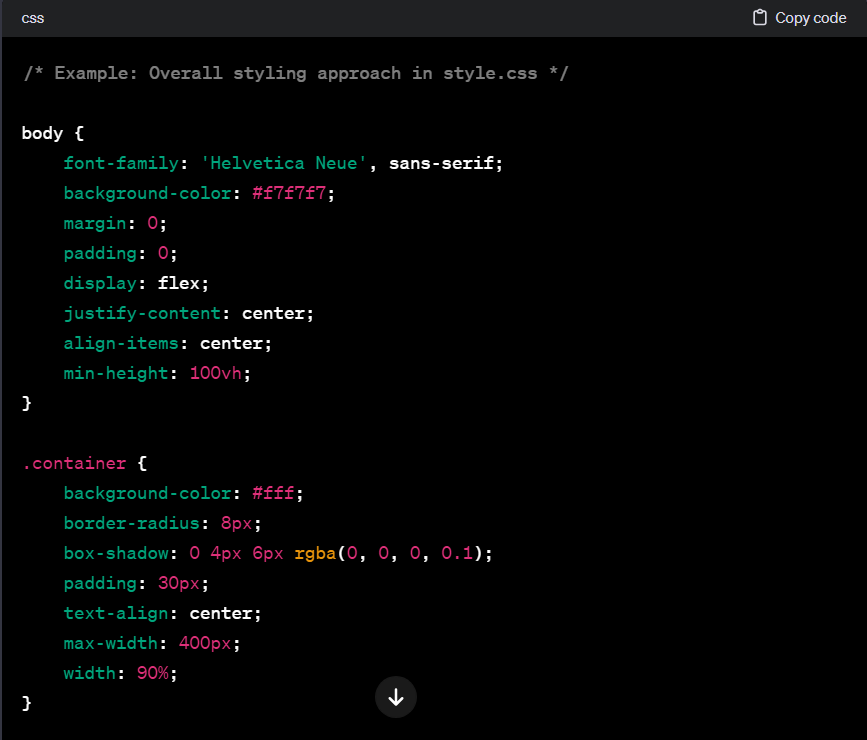 css
Copy code
/* Example: Overall styling approach in style.css */
body {
    font-family: 'Helvetica Neue', sans-serif;
    background-color: #f7f7f7;
    margin: 0;
    padding: 0;
    display: flex;
    justify-content: center;
    align-items: center;
    min-height: 100vh;
}
.container {
    background-color: #fff;
    border-radius: 8px;
    box-shadow: 0 4px 6px rgba(0, 0, 0, 0.1);
    padding: 30px;
    text-align: center;
    max-width: 400px;
    width: 90%;
}